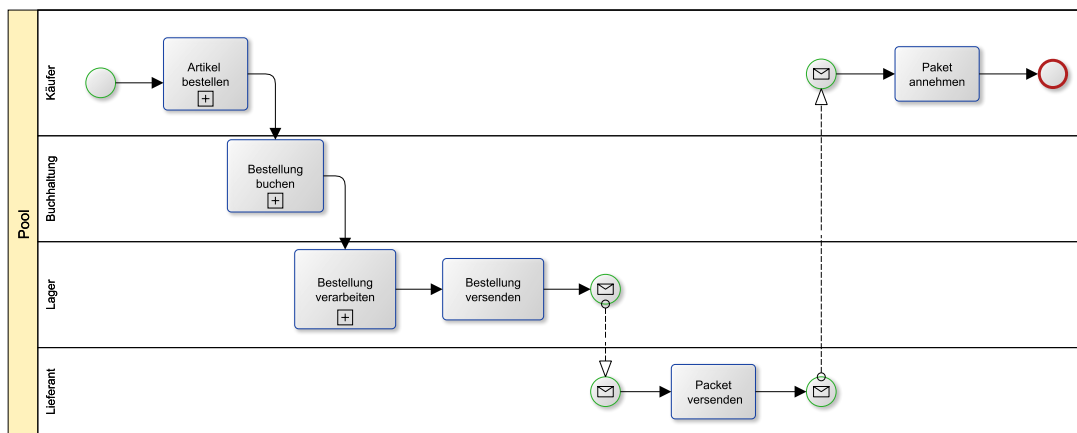 Pool
Käufer
Artikel
bestellen
Paket
annehmen
Buchhaltung
Bestellung
buchen
Lager
Bestellung
verarbeiten
Bestellung
versenden
Lieferant
Packet
versenden